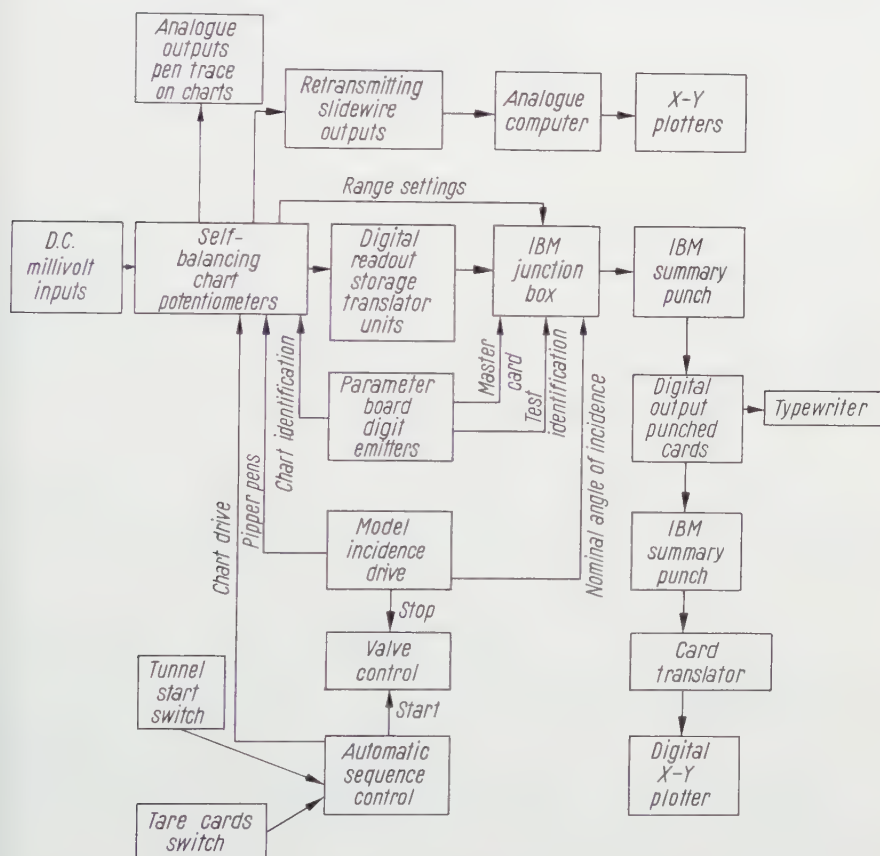 Analogue
outputs
pen trace
on charts
Retransmitting
slidewire
outputs
Analogue
computer
X-Y
plotters
Range settings
D.C.
millivolt
inputs
Self-
balancing
chart
potentiometers
Digital
readout
storage
translator
units
IBM
junction
box
IBM
summary
punch
Chart drive
Pipper pens
Chart identification
Parameter
board
digit
emitters
Master
card
Test
identification
Nominal angle of incidence
Digital
output
punched
cards
Typewriter
Model
incidence
drive
IBM
summary
punch
Stop
Valve
control
Start
Card
translator
Tunnel
start
switch
Automatic
sequence
control
Digital
X-Y
plotter
Tare cards
switch